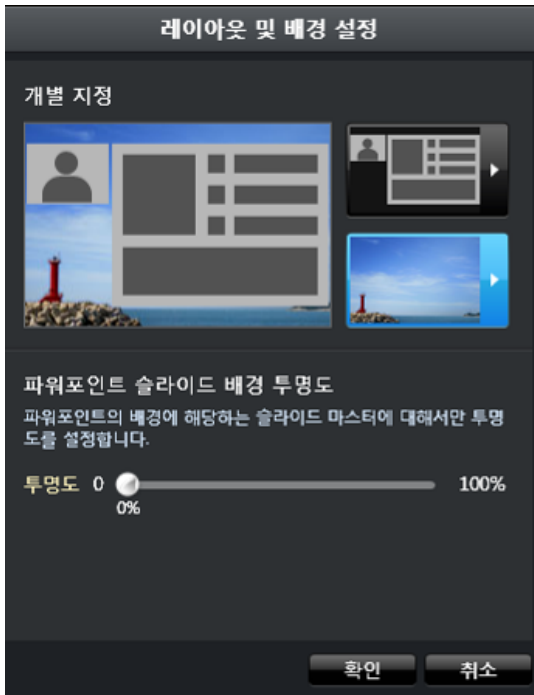 레이아웃 및 배경 설정
개별 지정
파워포인트 슬라이드 배경 투명도
파워포인트의 배경에 해당하는 슬라이드 마스터에 대해서만 투명
도를 설정합니다.
투명도 0 100%
0%
확인 취소